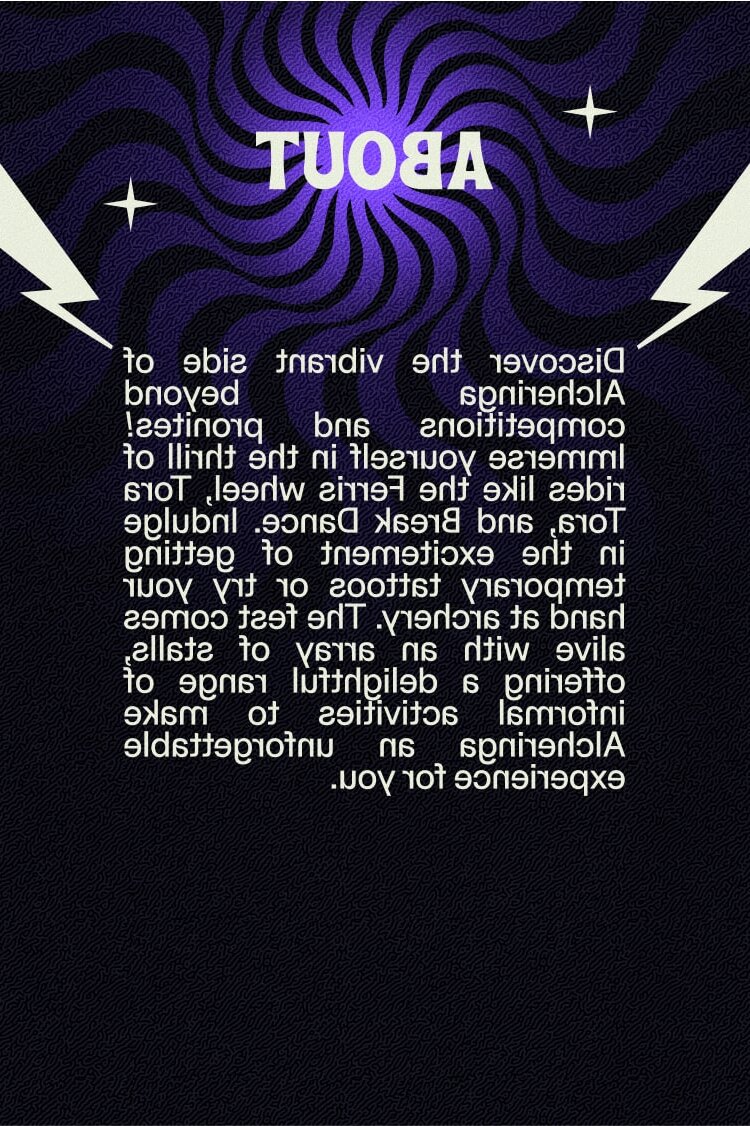 ABOUT
Discover the vibrant side of
Alcheringa beyond
competitions and pronites!
Immerse yourself in the thrill of
rides like the Ferris wheel, Tora
Tora, and Break Dance. Indulge
in the excitement of getting
temporary tattoos or try your
hand at archery. The fest comes
alive with an array of stalls,
offering a delightful range of
informal activities to make
Alcheringa an unforgettable
experience for you.